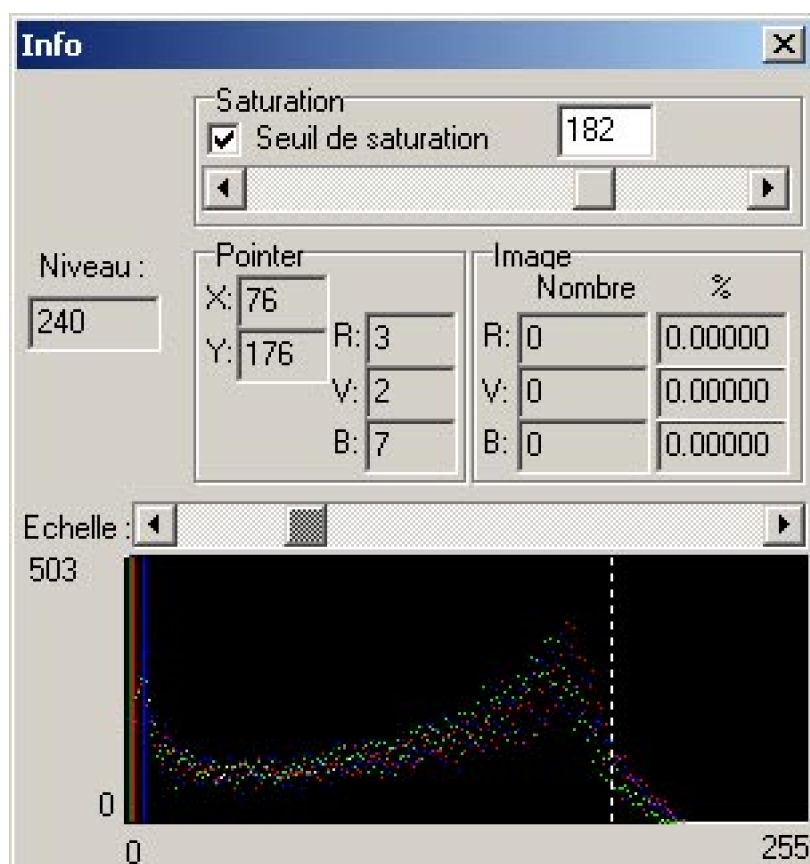 Info
Saturation
Seuil de saturation 182
Niveau :
240
Pointer
X: 76
Y: 176
R: 3
V: 2
B: 7
Image
Nombre %
R: 0 0.00000
V: 0 0.00000
B: 0 0.00000
Echelle :
503
0
0 255